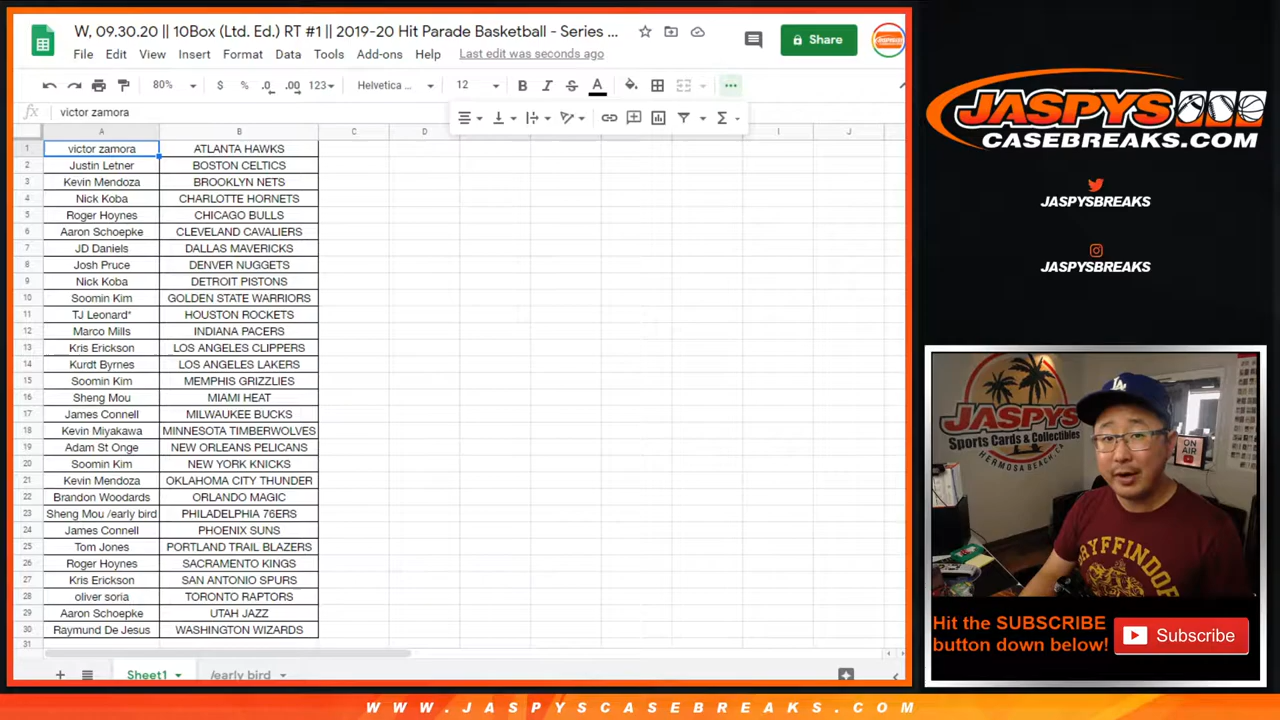 W, 09.30.20 || 10Box (Ltd. Ed.) RT #1 || 2019-20 Hit Parade Basketball - Series ...
File Edit View Insert Format Data Tools Add-ons Help Last edit was seconds ago
Share
80% $ % .0 .00 123 Helvetica ... 12 B I S A
fx victor zamora
A B C D E F G H I J
1 victor zamora ATLANTA HAWKS
2 Justin Letner BOSTON CELTICS
3 Kevin Mendoza BROOKLYN NETS
4 Nick Koba CHARLOTTE HORNETS
5 Roger Hoynes CHICAGO BULLS
6 Aaron Schoepke CLEVELAND CAVALIERS
7 JD Daniels DALLAS MAVERICKS
8 Josh Pruce DENVER NUGGETS
9 Nick Koba DETROIT PISTONS
10 Soomin Kim GOLDEN STATE WARRIORS
11 TJ Leonard* HOUSTON ROCKETS
12 Marco Mills INDIANA PACERS
13 Kris Erickson LOS ANGELES CLIPPERS
14 Kurdt Byrnes LOS ANGELES LAKERS
15 Soomin Kim MEMPHIS GRIZZLIES
16 Sheng Mou MIAMI HEAT
17 James Connell MILWAUKEE BUCKS
18 Kevin Miyakawa MINNESOTA TIMBERWOLVES
19 Adam St Onge NEW ORLEANS PELICANS
20 Soomin Kim NEW YORK KNICKS
21 Kevin Mendoza OKLAHOMA CITY THUNDER
22 Brandon Woodards ORLANDO MAGIC
23 Sheng Mou /early bird PHILADELPHIA 76ERS
24 James Connell PHOENIX SUNS
25 Tom Jones PORTLAND TRAIL BLAZERS
26 Roger Hoynes SACRAMENTO KINGS
27 Kris Erickson SAN ANTONIO SPURS
28 oliver soria TORONTO RAPTORS
29 Aaron Schoepke UTAH JAZZ
30 Raymund De Jesus WASHINGTON WIZARDS
31
Sheet1 /early bird
JASPYS
CASEBREAKS.COM
JASPYSBREAKS
JASPYSBREAKS
JASPYS
Sports Cards & Collectibles
HERMOSA BEACH, CA
ON AIR
LA
GRYFFINDOR
Hit the SUBSCRIBE
button down below!
Subscribe
WWW.JASPYSCASEBREAKS.COM